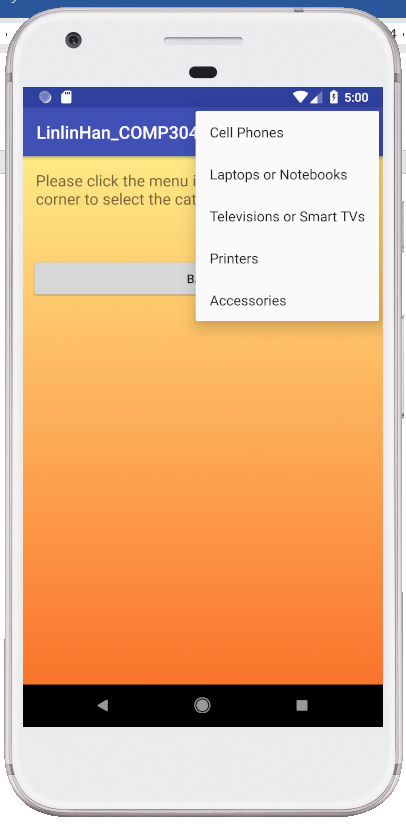 5:00
LinlinHan_COMP304
Cell Phones
Laptops or Notebooks
Televisions or Smart TVs
Printers
Accessories
Please click the menu
corner to select the